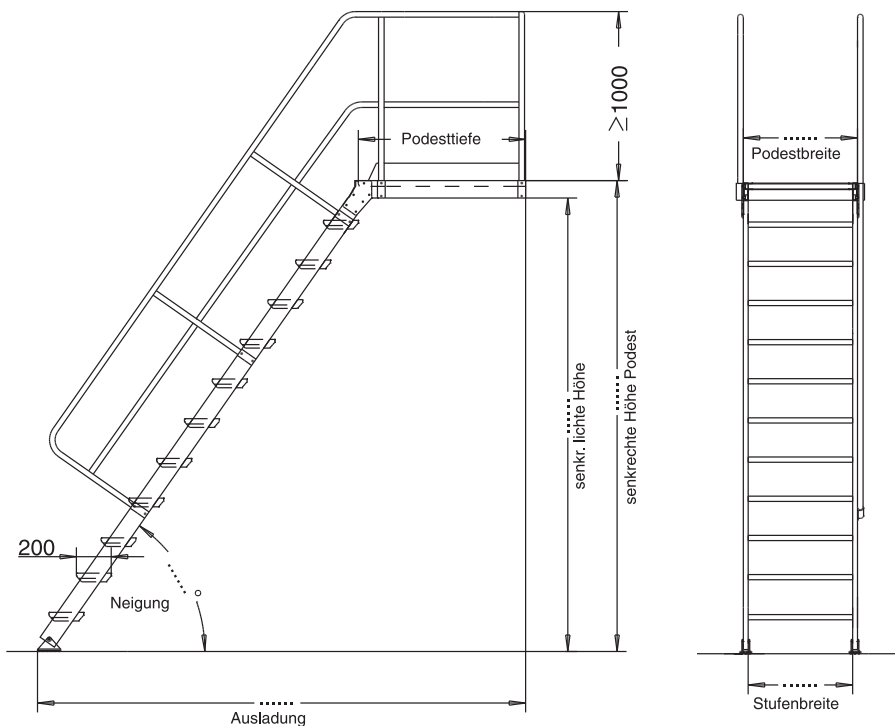 ≥1000
Podesttiefe
......
Podestbreite
...... senkr. lichte Höhe
...... senkrechte Höhe Podest
200
...... °
Neigung
......
Ausladung
......
Stufenbreite